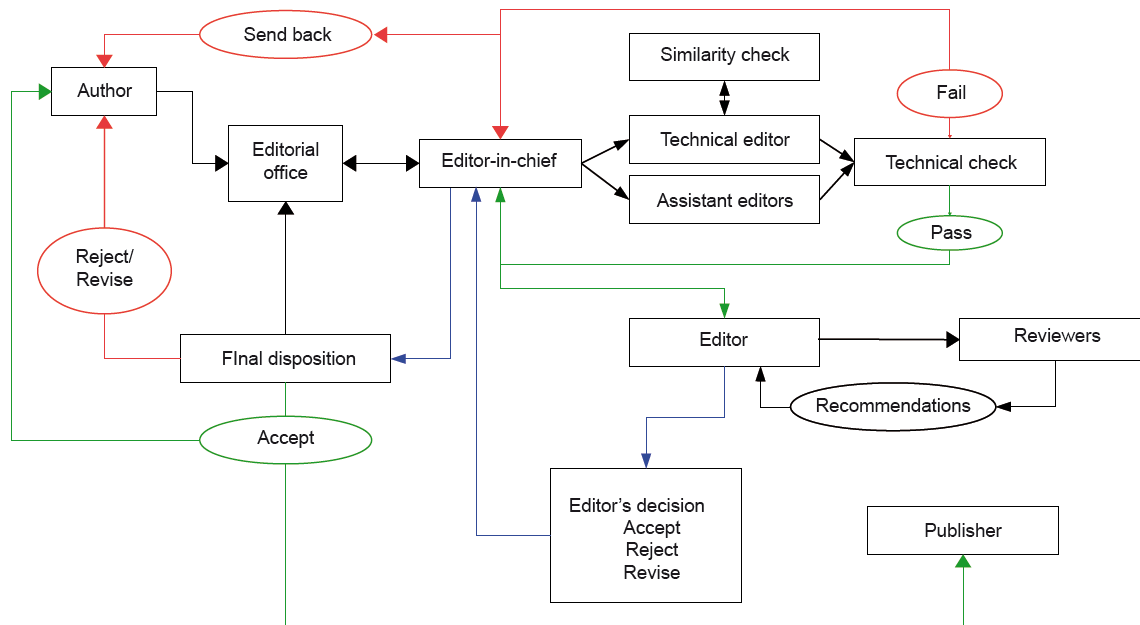 Send back
Similarity check
Author
Fail
Editorial
office
Editor-in-chief
Technical editor
Technical check
Assistant editors
Pass
Reject/
Revise
FInal disposition
Editor
Reviewers
Recommendations
Accept
Editor’s decision
Accept
Reject
Revise
Publisher